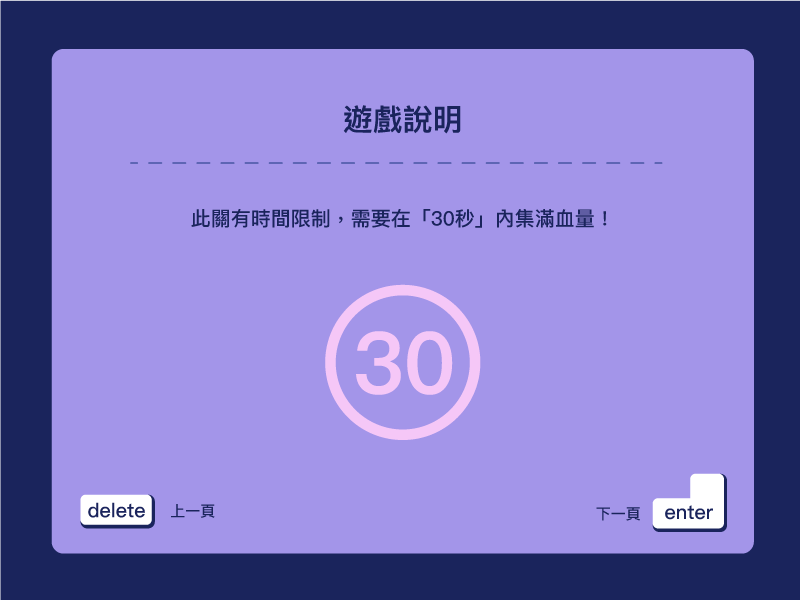 遊戲說明
此關有時間限制，需要在「30秒」內集滿血量！
30
delete 上一頁
下一頁 enter